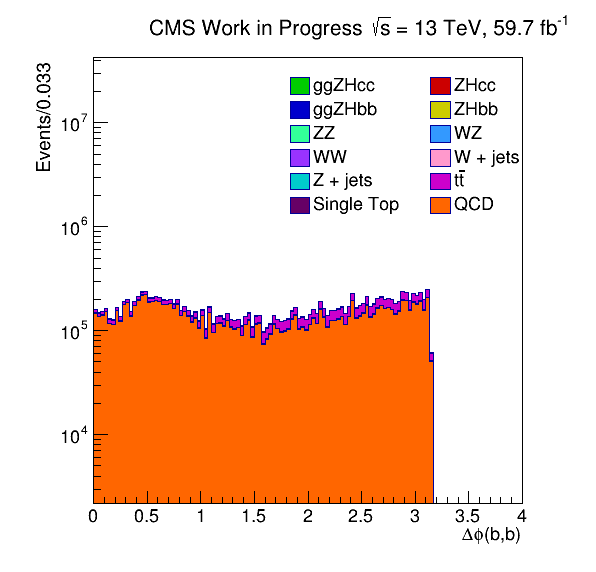 CMS Work in Progress √s = 13 TeV, 59.7 fb⁻¹
Events/0.033
ggZHcc ZHcc
ggZHbb ZHbb
ZZ WZ
WW W + jets
Z + jets tt̄
Single Top QCD
10⁷
10⁶
10⁵
10⁴
0 0.5 1 1.5 2 2.5 3 3.5 4
Δϕ(b,b)